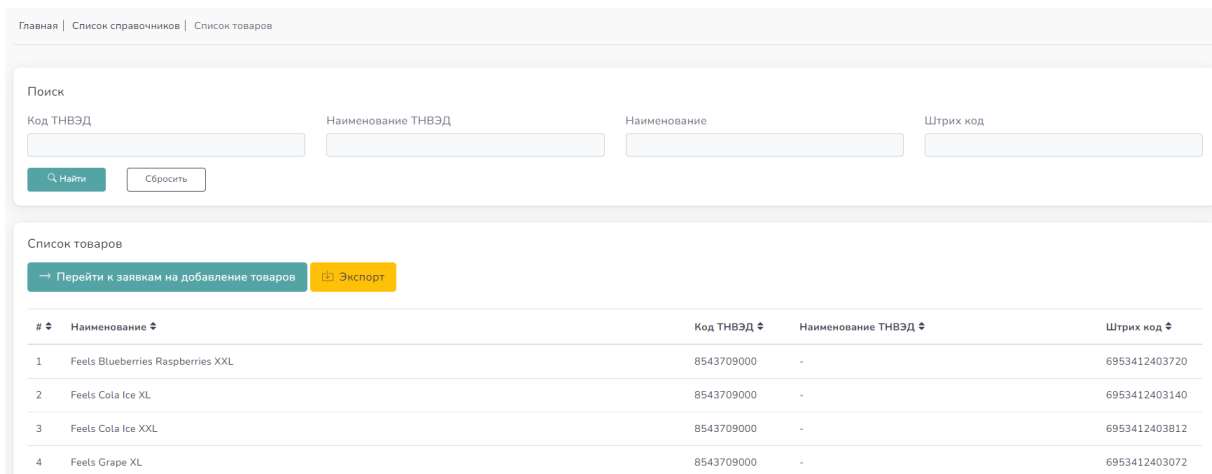 Главная | Список справочников | Список товаров
Поиск
Код ТНВЭД Наименование ТНВЭД Наименование Штрих код
Найти Сбросить
Список товаров
→ Перейти к заявкам на добавление товаров Экспорт
# Наименование Код ТНВЭД Наименование ТНВЭД Штрих код
1 Feels Blueberries Raspberries XXL 8543709000 - 6953412403720
2 Feels Cola Ice XL 8543709000 - 6953412403140
3 Feels Cola Ice XXL 8543709000 - 6953412403812
4 Feels Grape XL 8543709000 - 6953412403072